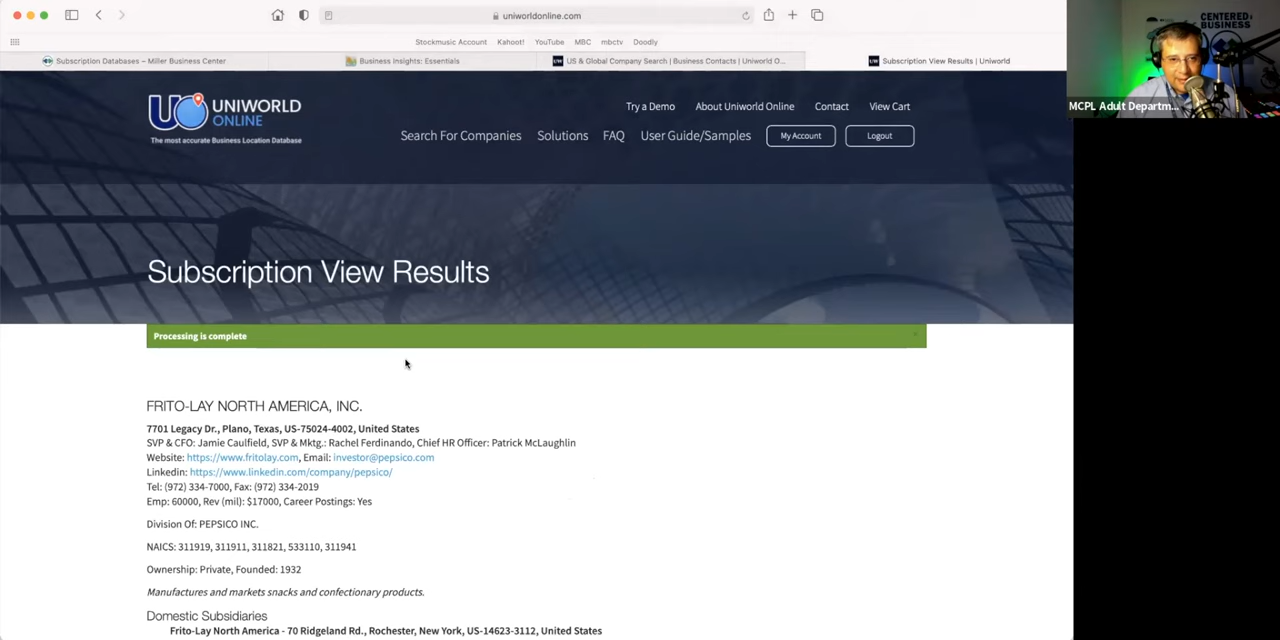 uniworldonline.com
Stockmusic Account Kahoot! YouTube MBC mbctv Doodly
Subscription Databases – Miller Business Center Business Insights: Essentials US & Global Company Search | Business Contacts | Uniworld O... Subscription View Results | Uniworld
CENTERED
BUSINESS
MCPL Adult Departm...
UNIWORLD
ONLINE
The most accurate Business Location Database
Try a Demo About Uniworld Online Contact View Cart
Search For Companies Solutions FAQ User Guide/Samples My Account Logout
Subscription View Results
Processing is complete
FRITO-LAY NORTH AMERICA, INC.
7701 Legacy Dr., Plano, Texas, US-75024-4002, United States
SVP & CFO: Jamie Caulfield, SVP & Mktg.: Rachel Ferdinando, Chief HR Officer: Patrick McLaughlin
Website: https://www.fritolay.com, Email: investor@pepsico.com
Linkedin: https://www.linkedin.com/company/pepsico/
Tel: (972) 334-7000, Fax: (972) 334-2019
Emp: 60000, Rev (mil): $17000, Career Postings: Yes
Division Of: PEPSICO INC.
NAICS: 311919, 311911, 311821, 533110, 311941
Ownership: Private, Founded: 1932
Manufactures and markets snacks and confectionary products.
Domestic Subsidiaries
Frito-Lay North America - 70 Ridgeland Rd., Rochester, New York, US-14623-3112, United States